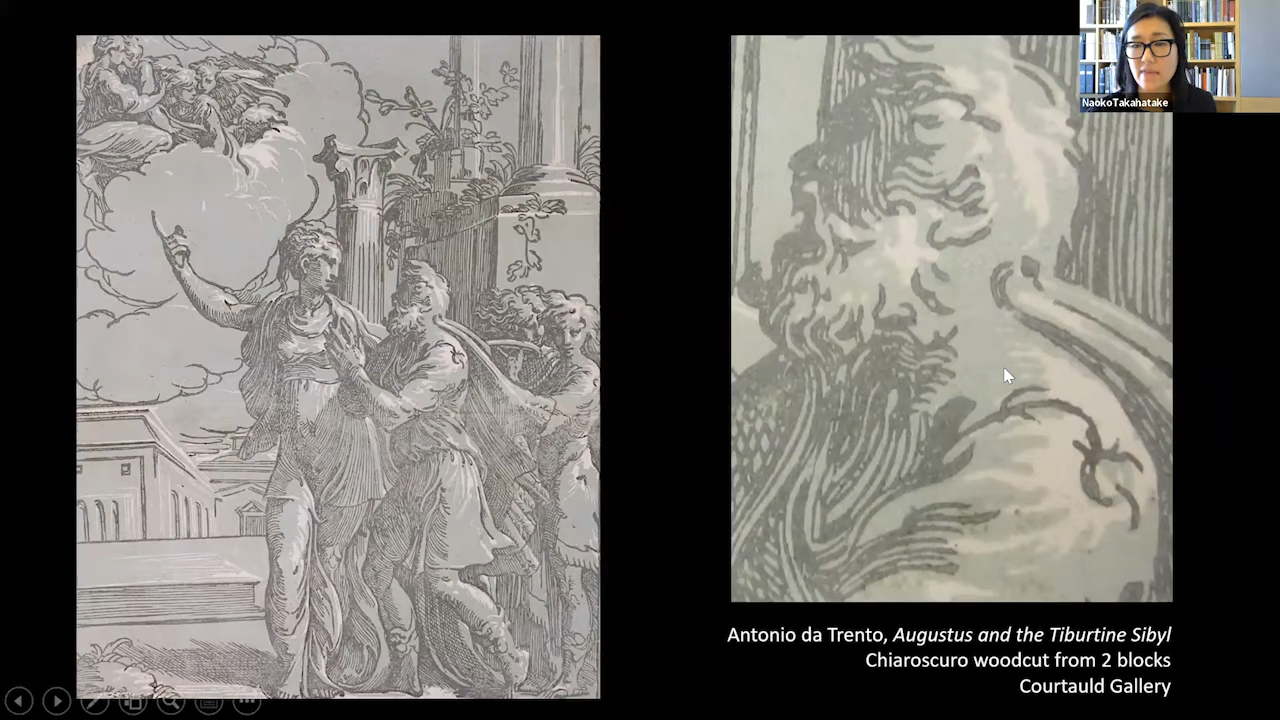 NaokoTakahatake
Antonio da Trento, Augustus and the Tiburtine Sibyl
Chiaroscuro woodcut from 2 blocks
Courtauld Gallery